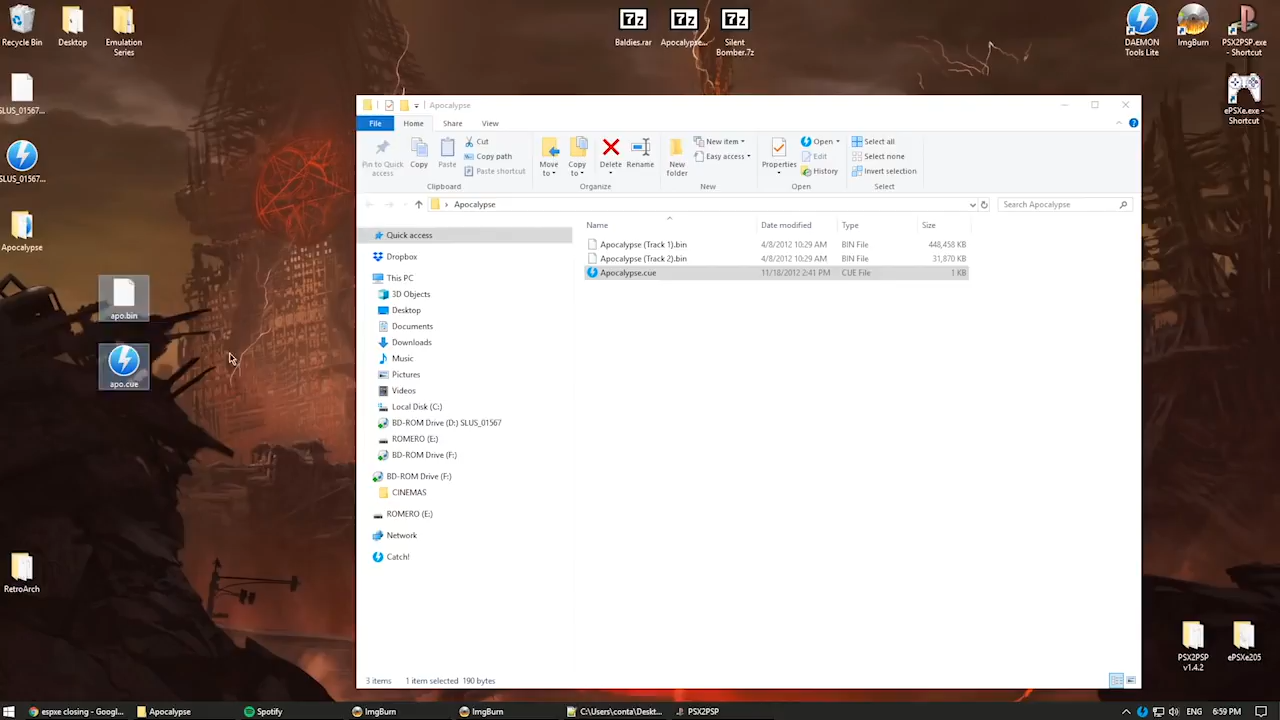 Recycle Bin
Desktop
Emulation
Series
Baldies.rar
Apocalypse...
Silent
Bomber.7z
DAEMON
Tools Lite
ImgBurn
PSX2PSP.exe
- Shortcut
SLUS_01567...
ePSXe.exe -
Shortcut
SLUS_01567...
Apocalypse
apo.bin
apo.cue
RetroArch
PSX2PSP
v1.4.2
ePSXe205
Apocalypse
File
Home
Share
View
Pin to Quick
access
Copy
Paste
Cut
Copy path
Paste shortcut
Clipboard
Move
to
Copy
to
Delete
Rename
Organize
New
folder
New item
Easy access
New
Properties
Open
Edit
History
Open
Select all
Select none
Invert selection
Select
Apocalypse
Search Apocalypse
Quick access
Dropbox
This PC
3D Objects
Desktop
Documents
Downloads
Music
Pictures
Videos
Local Disk (C:)
BD-ROM Drive (D:) SLUS_01567
ROMERO (E:)
BD-ROM Drive (F:)
BD-ROM Drive (F:)
CINEMAS
ROMERO (E:)
Network
Catch!
Name Date modified Type Size
Apocalypse (Track 1).bin 4/8/2012 10:29 AM BIN File 448,458 KB
Apocalypse (Track 2).bin 4/8/2012 10:29 AM BIN File 31,870 KB
Apocalypse.cue 11/18/2012 2:41 PM CUE File 1 KB
3 items 1 item selected 190 bytes
espxe closing - Googl...
Apocalypse
Spotify
ImgBurn
ImgBurn
C:\Users\conta\Deskt...
PSX2PSP
ENG
6:59 PM